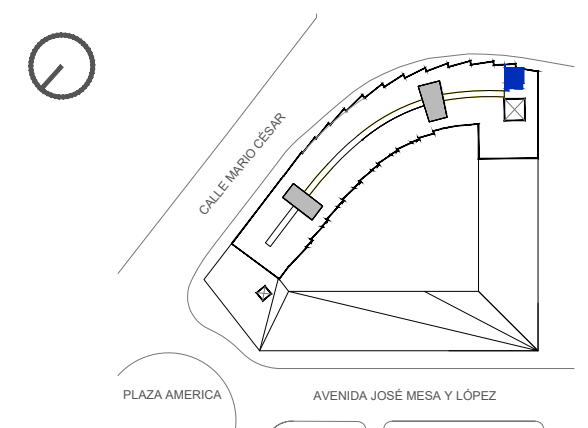 CALLE MARIO CÉSAR
PLAZA AMERICA
AVENIDA JOSÉ MESA Y LÓPEZ